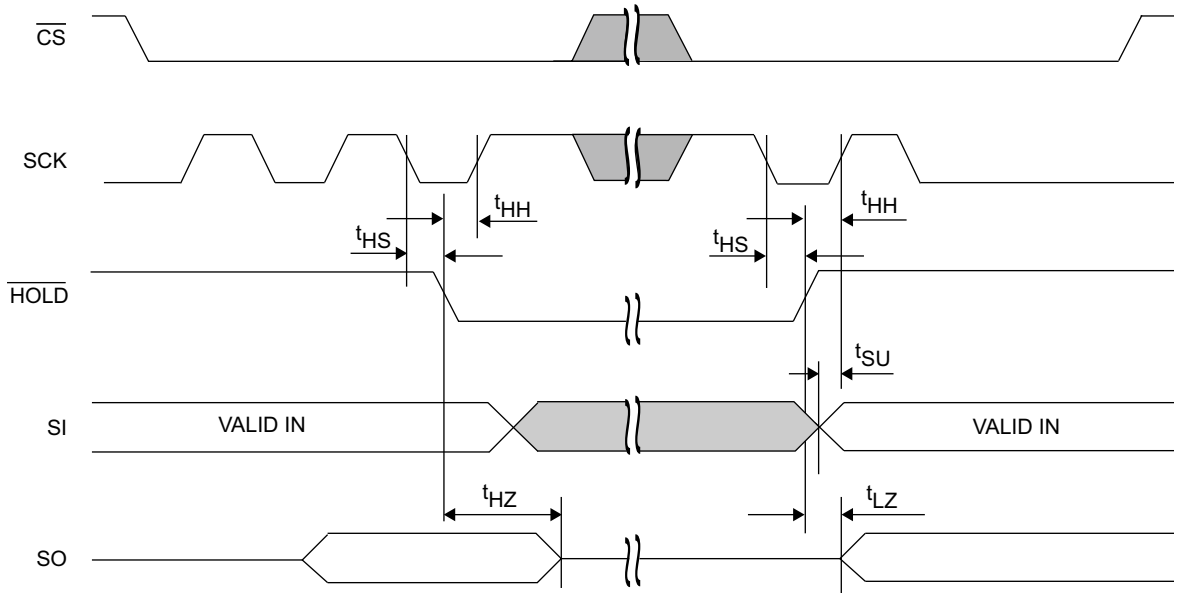 CS
SCK
tHH
tHH
tHS
tHS
HOLD
tSU
SI
VALID IN
VALID IN
tHZ
tLZ
SO